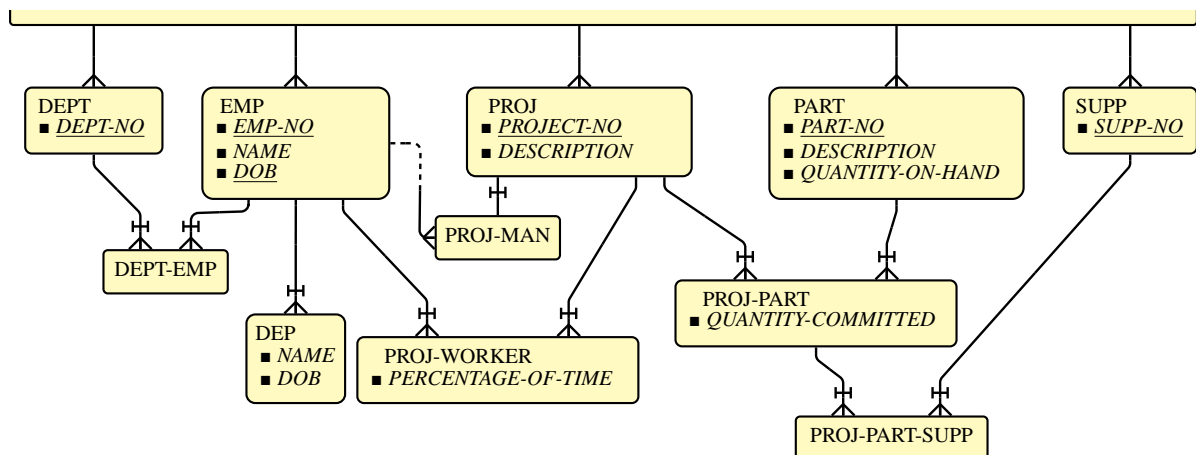 DEPT
DEPT-NO
EMP
EMP-NO
NAME
DOB
PROJ
PROJECT-NO
DESCRIPTION
PART
PART-NO
DESCRIPTION
QUANTITY-ON-HAND
SUPP
SUPP-NO
DEPT-EMP
PROJ-MAN
DEP
NAME
DOB
PROJ-WORKER
PERCENTAGE-OF-TIME
PROJ-PART
QUANTITY-COMMITTED
PROJ-PART-SUPP